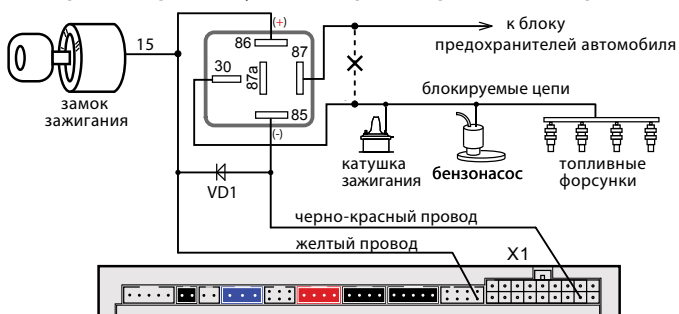 (+)
к блоку
предохранителей автомобиля
15
86
87
30
87a
85
(-)
замок
зажигания
блокируемые цепи
катушка
зажигания
бензонасос
топливные
форсунки
VD1
черно-красный провод
желтый провод
X1